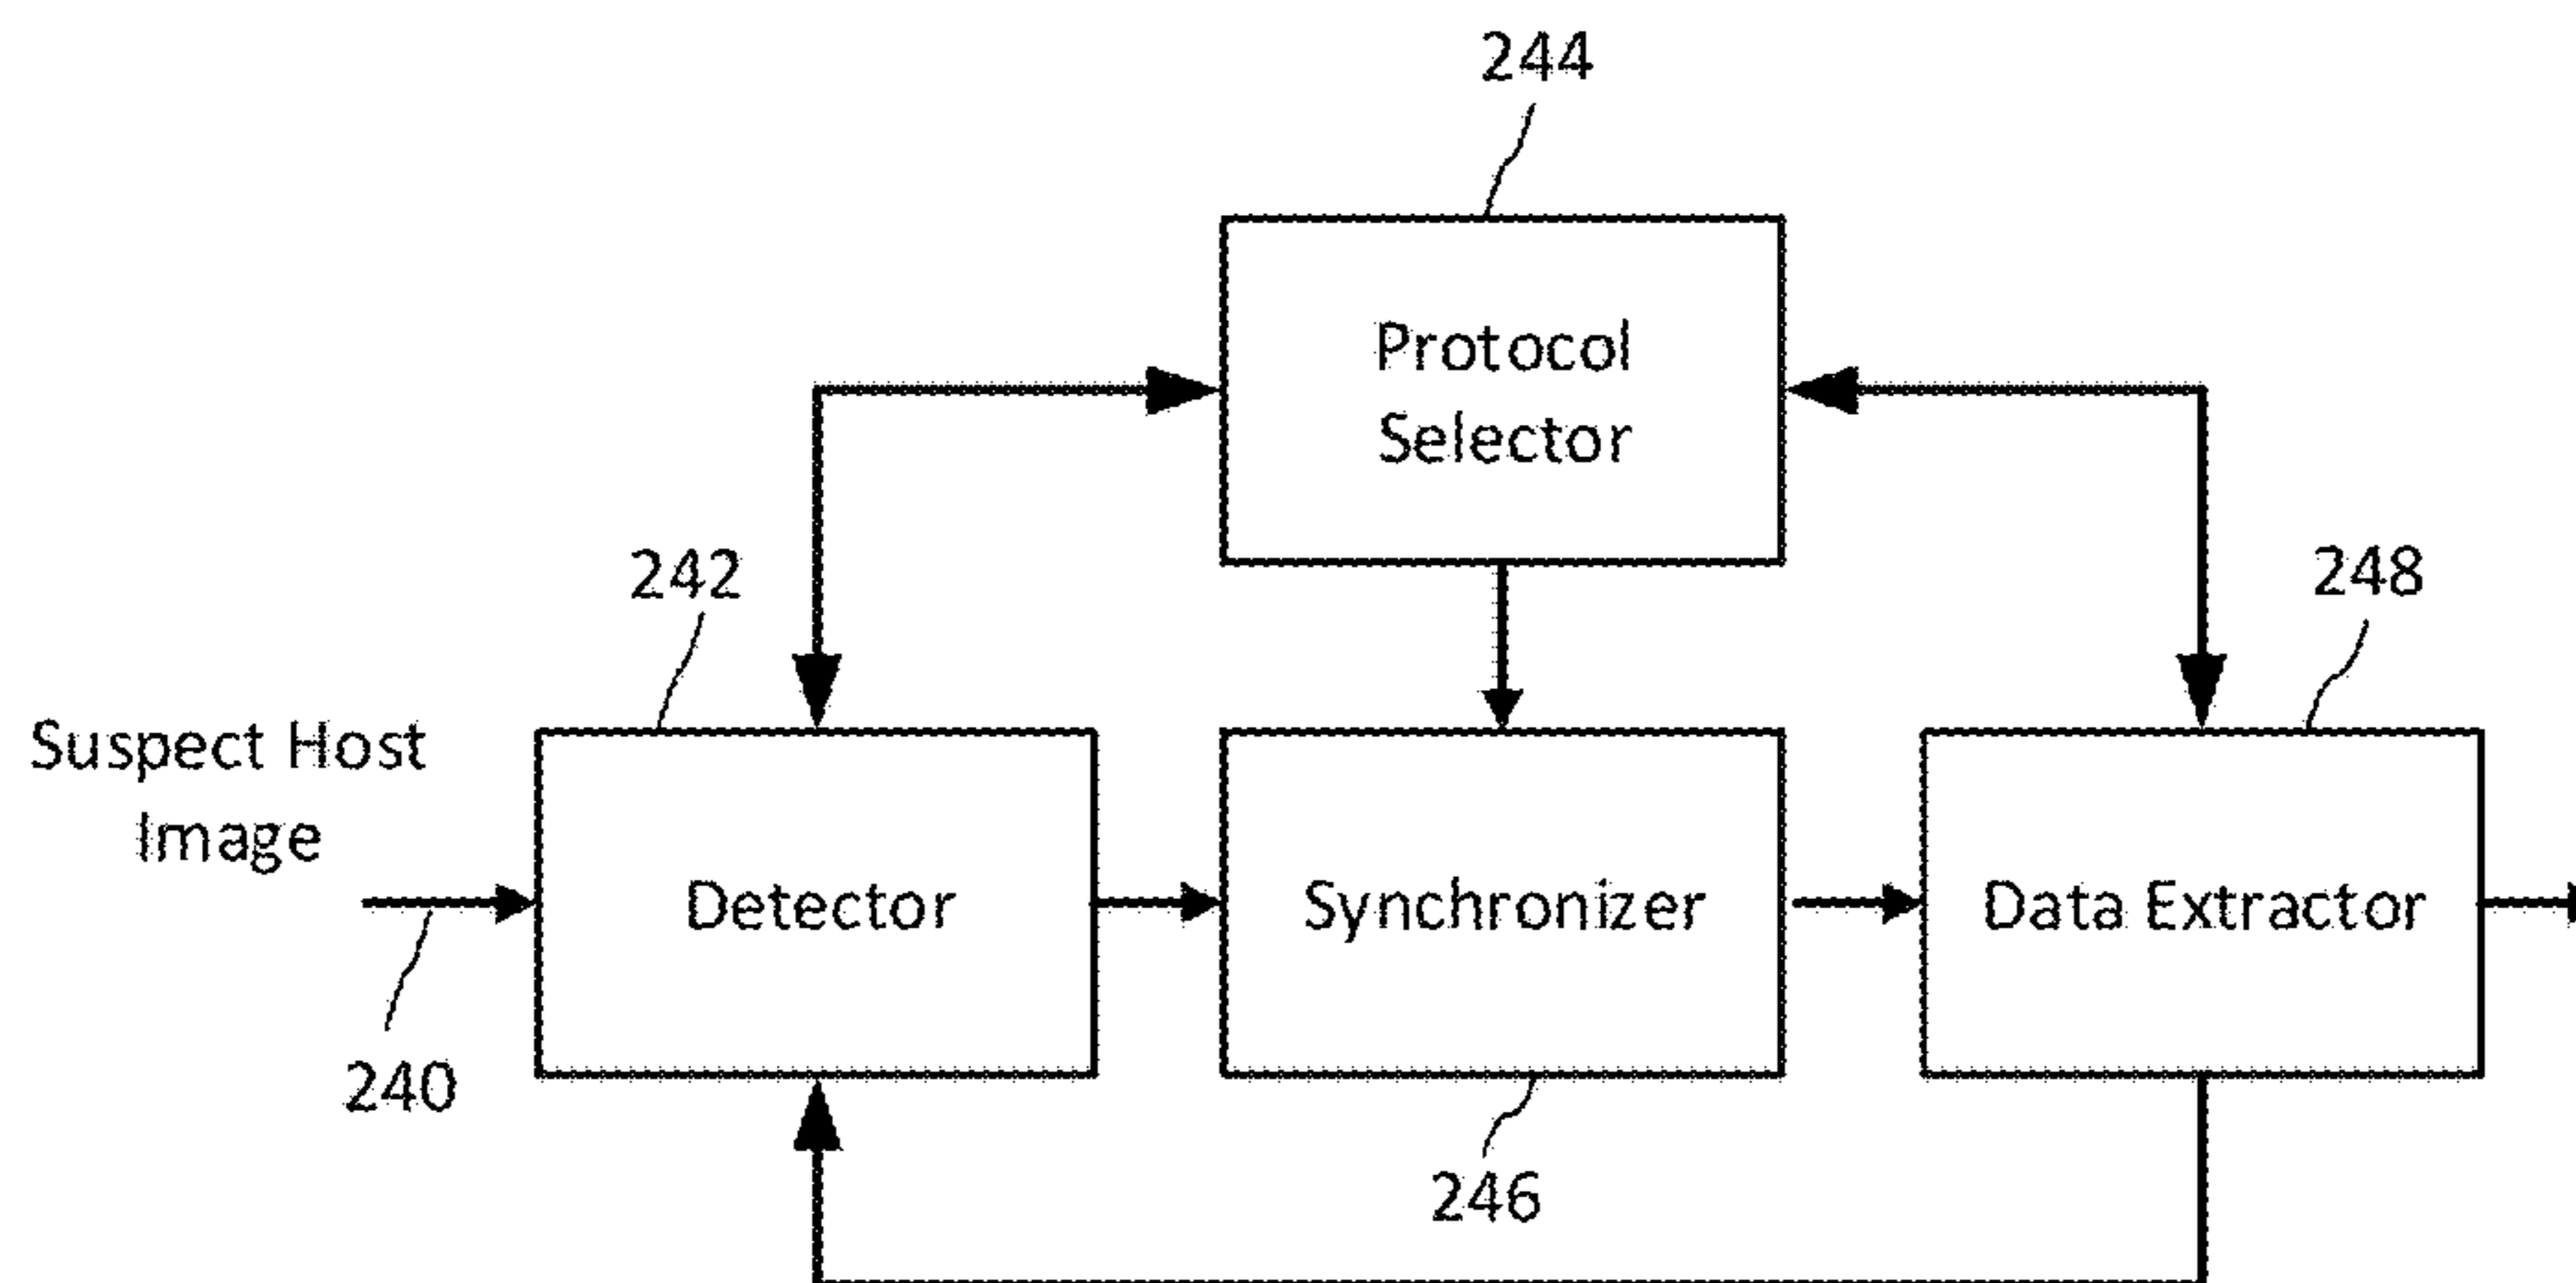 244
Protocol
Selector
242
248
Suspect Host
Image
Detector
Synchronizer
Data Extractor
240
246